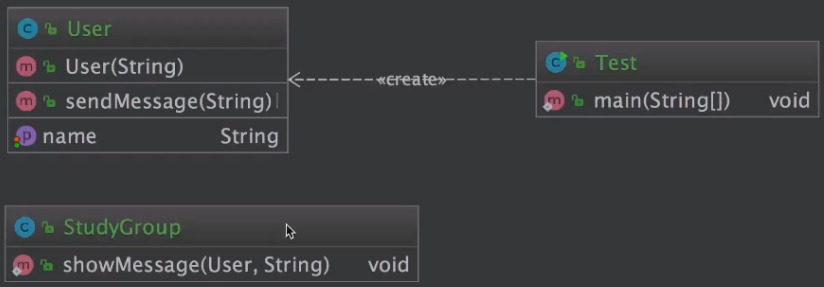 User
User(String)
sendMessage(String)
name String
«create»
Test
main(String[]) void
StudyGroup
showMessage(User, String) void